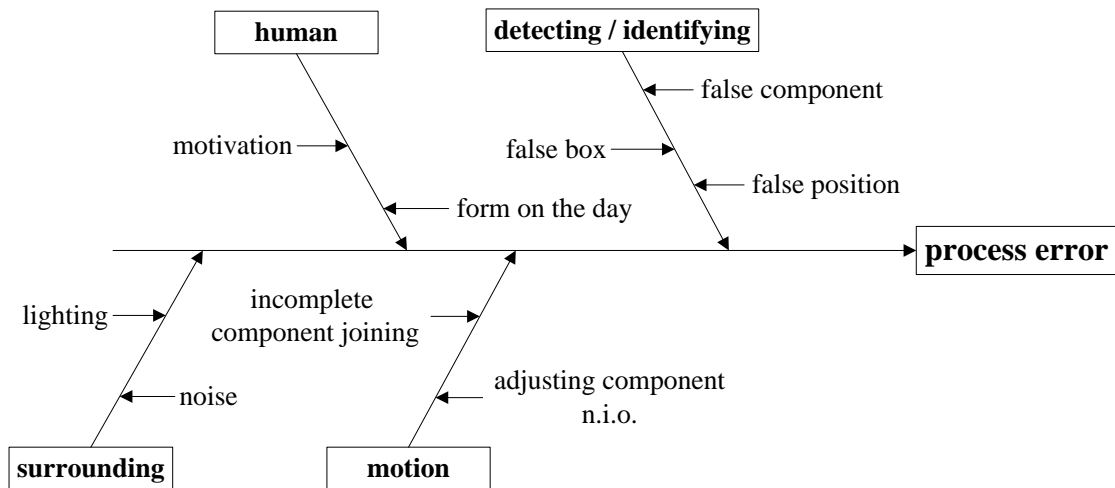 human
detecting / identifying
false component
motivation
false box
false position
form on the day
process error
lighting
incomplete
component joining
noise
adjusting component
n.i.o.
surrounding
motion